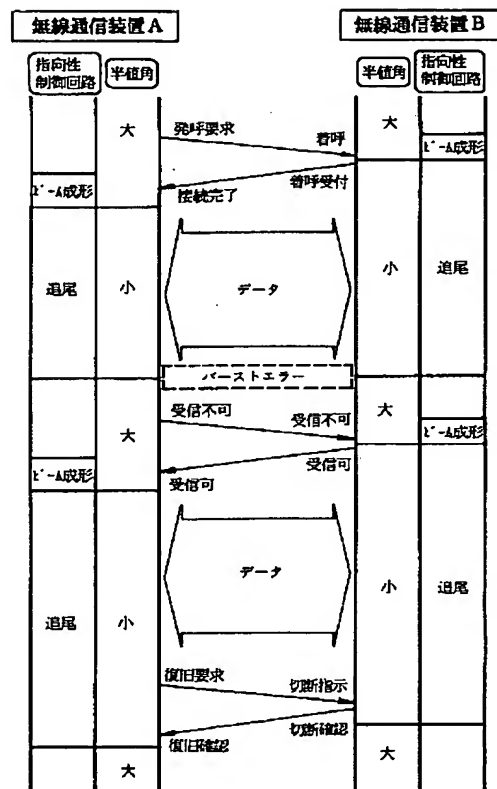 無線通信装置A 無線通信装置B
指向性
制御回路
半値角
半値角
指向性
制御回路
大
発呼要求
着呼
大
ビーム成形
ビーム成形
接続完了
着呼受付
追尾
小
データ
小
追尾
バーストエラー
大
受信不可
受信不可
大
ビーム成形
ビーム成形
受信可
受信可
追尾
小
データ
小
追尾
復旧要求
切断指示
復旧確認
切断確認
大
大